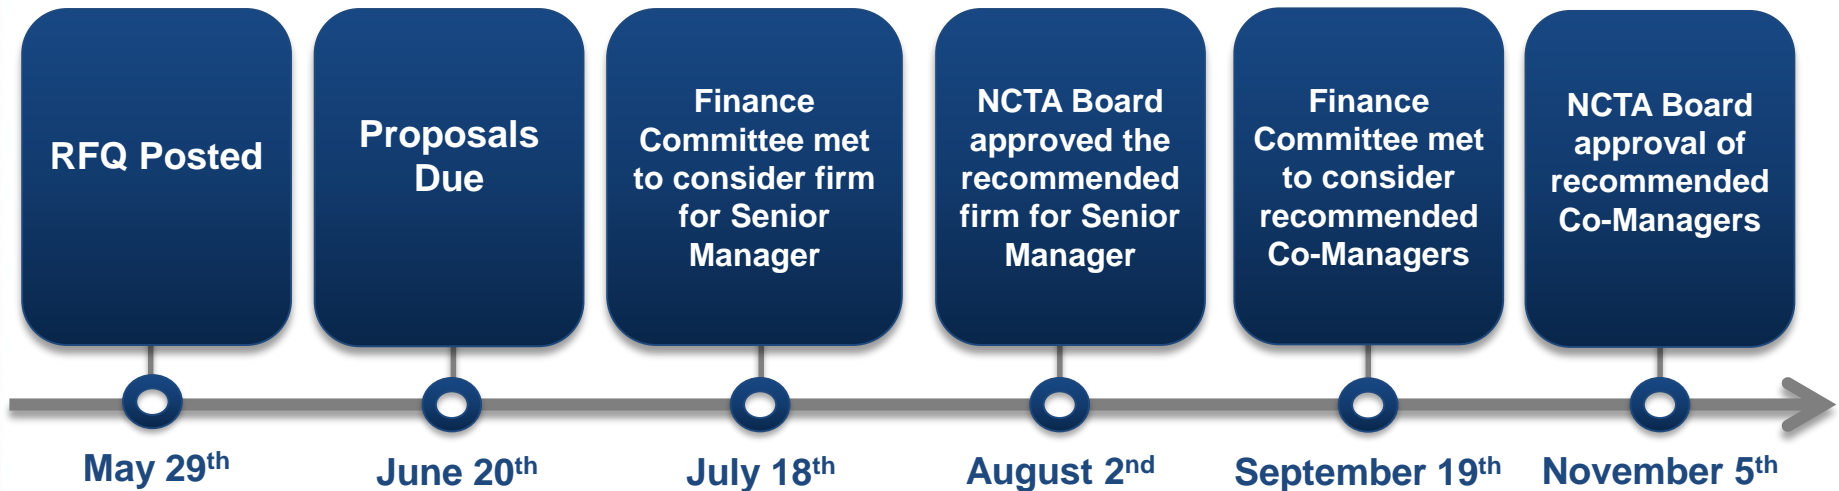 RFQ Posted
Proposals
Due
Finance
Committee met
to consider firm
for Senior
Manager
NCTA Board
approved the
recommended
firm for Senior
Manager
Finance
Committee met
to consider
recommended
Co-Managers
NCTA Board
approval of
recommended
Co-Managers
May 29th
June 20th
July 18th
August 2nd
September 19th
November 5th